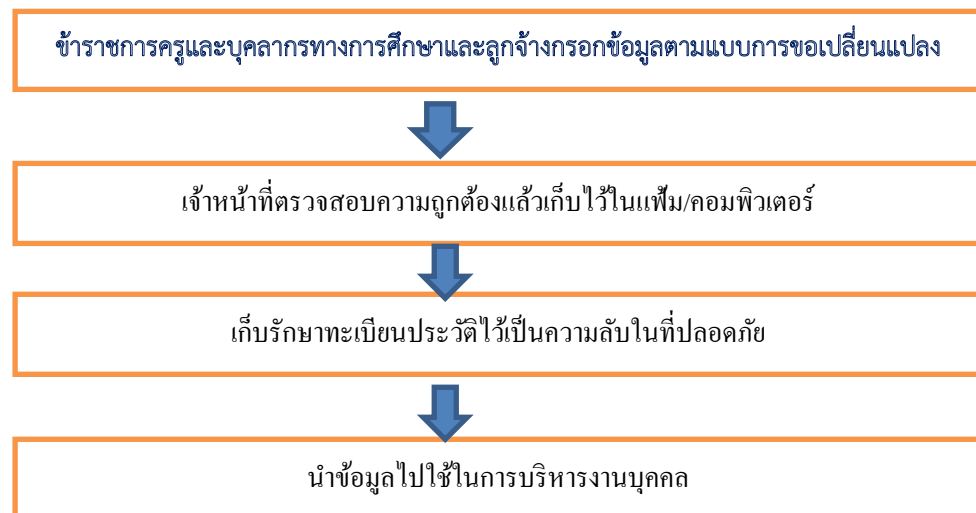 ข้าราชการครูและบุคลากรทางการศึกษาและลูกจ้างกรอกข้อมูลตามแบบการขอเปลี่ยนแปลง
เจ้าหน้าที่ตรวจสอบความถูกต้องแล้วเก็บไว้ในแฟ้ม/คอมพิวเตอร์
เก็บรักษาทะเบียนประวัติไว้เป็นความลับในที่ปลอดภัย
นำข้อมูลไปใช้ในการบริหารงานบุคคล